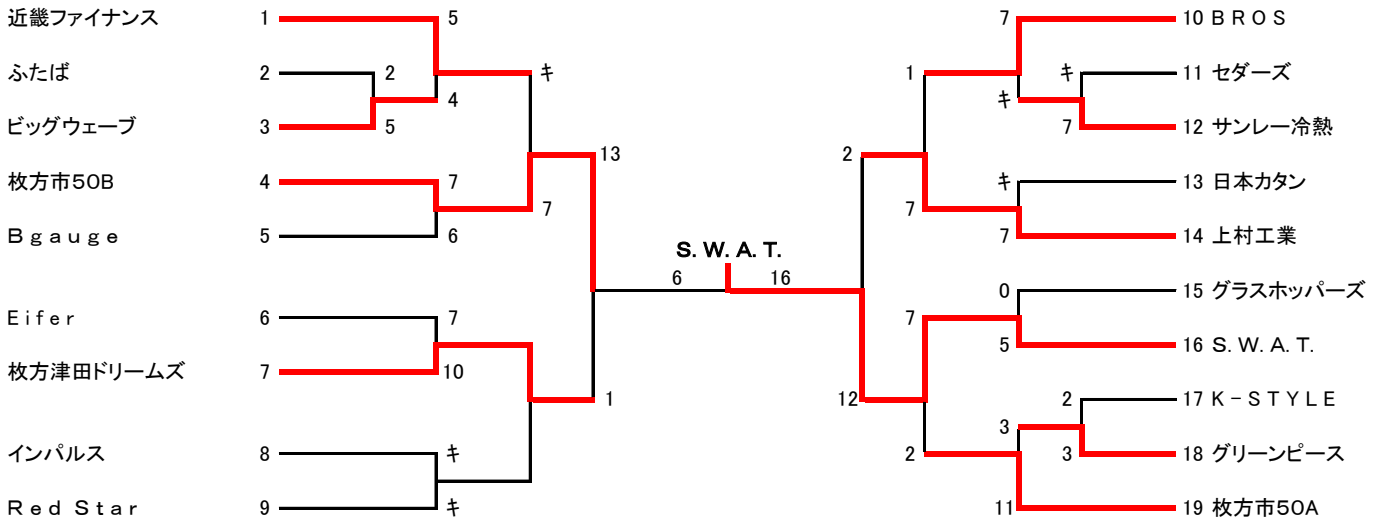 近畿ファイナンス 1 5 7 10 ＢＲＯＳ
ふたば 2 2 キ 1 キ 11 セダーズ
4 キ
ビッグウェーブ 3 5 7 12 サンレー冷熱
13 2
枚方市50B 4 7 キ 13 日本カタン
7 7
Ｂｇａｕｇｅ 5 6 7 14 上村工業
S. W. A. T.
6 16
0 15 グラスホッパーズ
Ｅｉｆｅｒ 6 7 7
5 16 S. W. A. T.
枚方津田ドリームズ 7 10
1 12 2 17 Ｋ－ＳＴＹＬＥ
3
インパルス 8 キ 2 3 18 グリーンピース
Ｒｅｄ Ｓｔａｒ 9 キ 11 19 枚方市50A